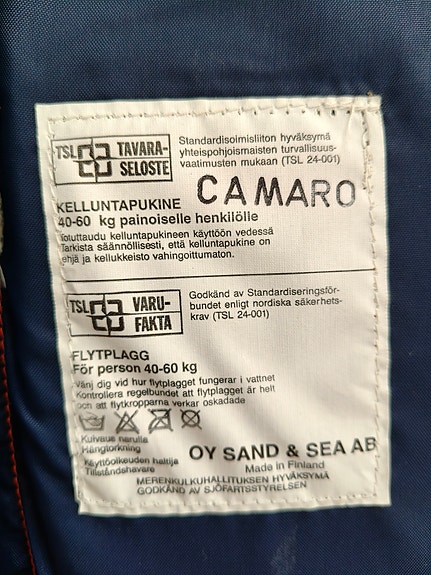 TSL TAVARA-
SELOSTE
Standardisoimisliiton hyväksymä
yhteispohjoismaisten turvallisuus-
vaatimusten mukaan (TSL 24-001)
CAMARO
KELLUNTAPUKINE
40-60 kg painoiselle henkilölle
Totuttaudu kelluntapukineen käyttöön vedessä
Tarkista säännöllisesti, että kelluntapukine on
ehjä ja kellukkeisto vahingoittumaton.
TSL VARU-
FAKTA
Godkänd av Standardiseringsför-
bundet enligt nordiska säkerhets-
krav (TSL 24-001)
FLYTPLAGG
För person 40-60 kg
Vänj dig vid hur flytplagget fungerar i vattnet
Kontrollera regelbundet att flytplagget är helt
och att flytkropparna verkar oskadade
Kuivaus narulla
Hängtorkning
Käyttöoikeuden haltija
Tillståndshavare
OY SAND & SEA AB
Made in Finland
MERENKULKUHALLITUKSEN HYVÄKSYMÄ
GODKÄND AV SJÖFARTSSTYRELSEN